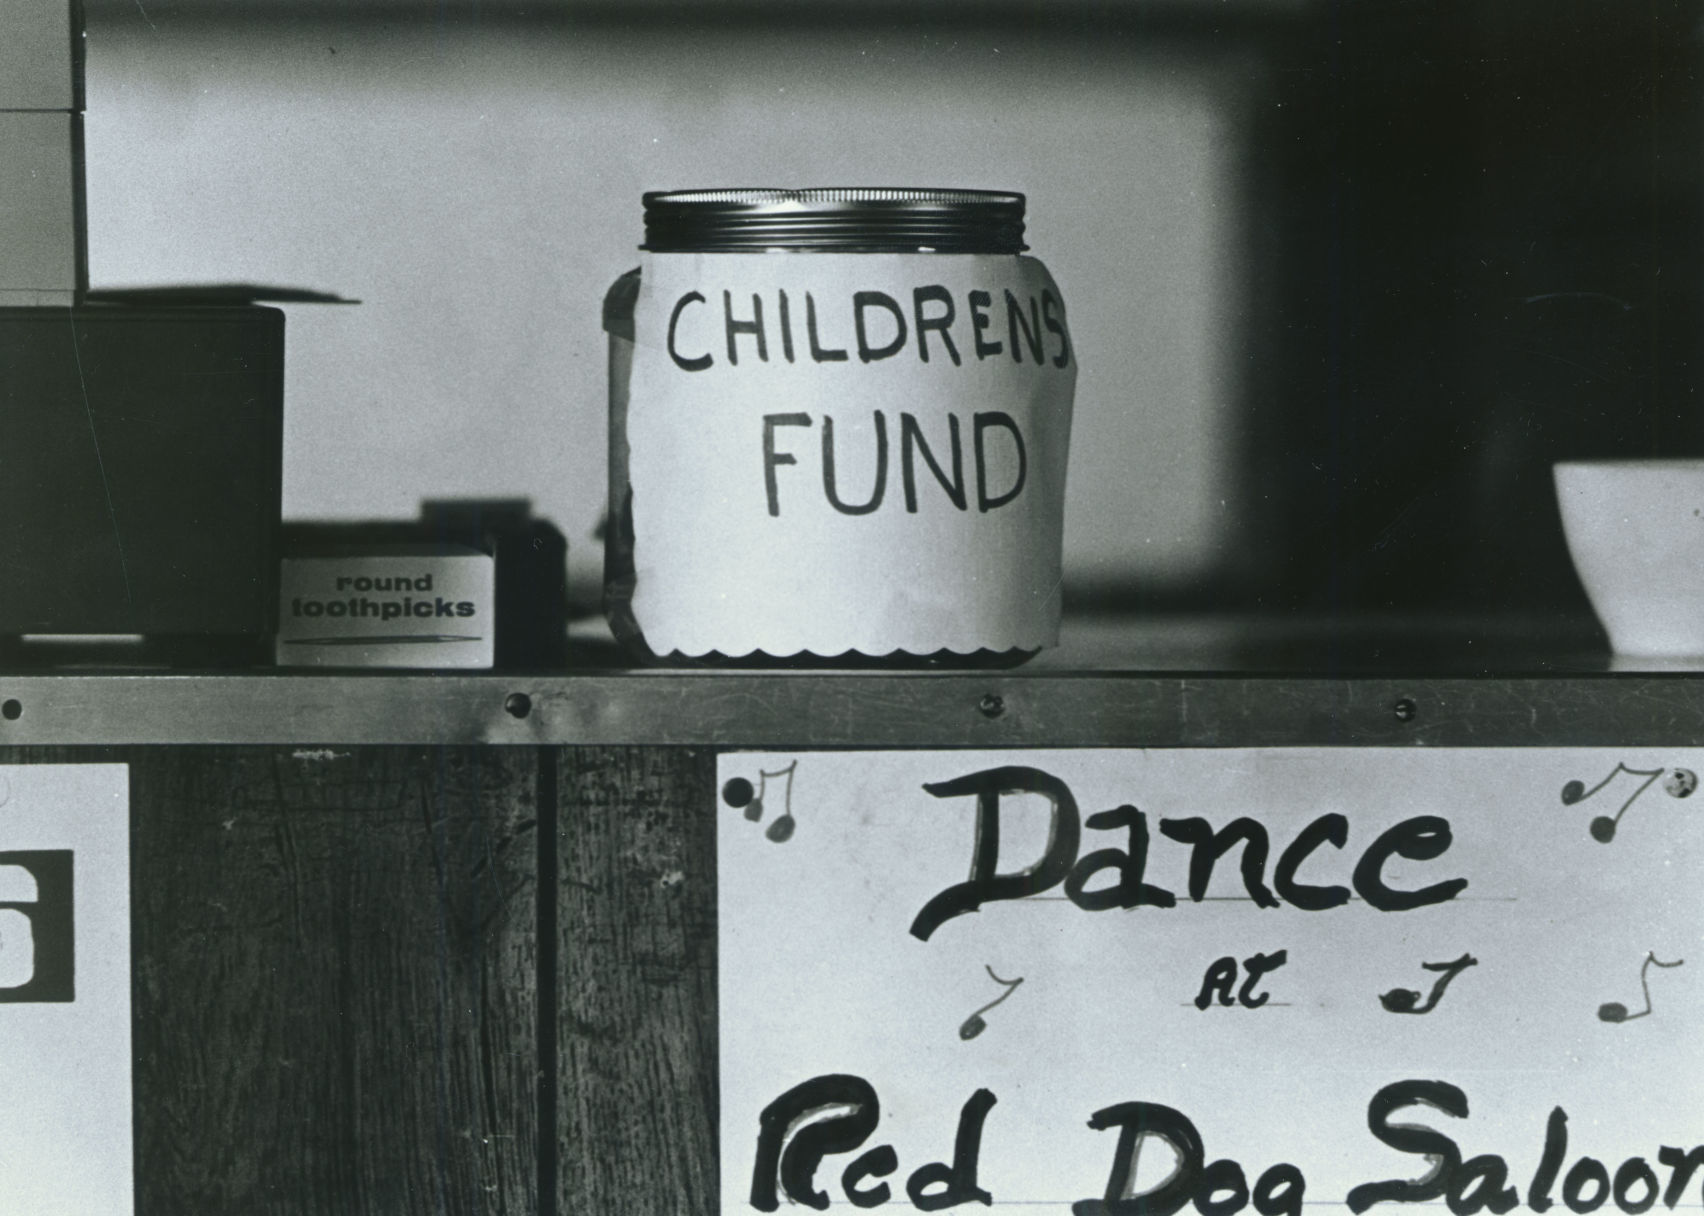 CHILDRENS
FUND
round
toothpicks
Dance
At
Red Dog Saloon